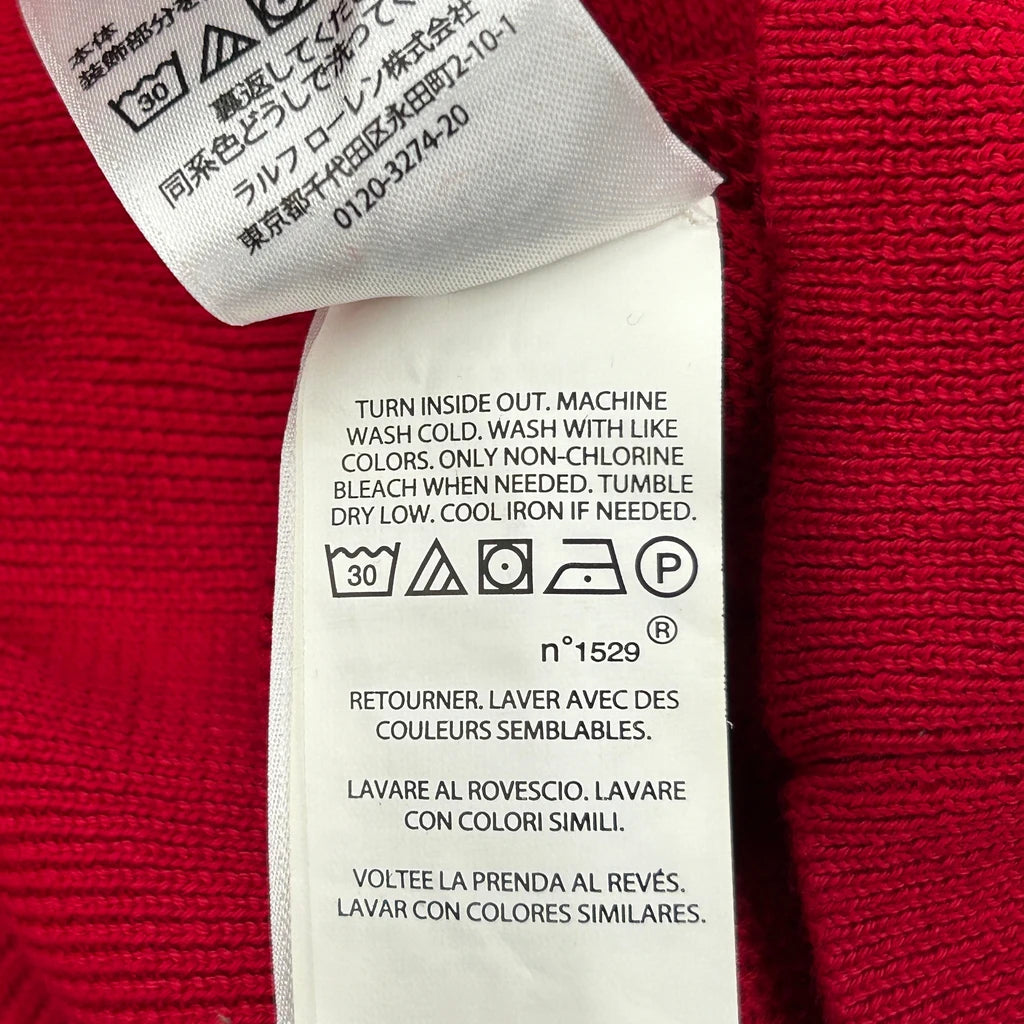 本体
装飾部分を
30
裏返してくだ
同系色どうしで洗って
ラルフ ローレン株式会社
東京都千代田区永田町2-10-1
0120-3274-20
TURN INSIDE OUT. MACHINE
WASH COLD. WASH WITH LIKE
COLORS. ONLY NON-CHLORINE
BLEACH WHEN NEEDED. TUMBLE
DRY LOW. COOL IRON IF NEEDED.
30 P
n°1529 ®
RETOURNER. LAVER AVEC DES
COULEURS SEMBLABLES.
LAVARE AL ROVESCIO. LAVARE
CON COLORI SIMILI.
VOLTEE LA PRENDA AL REVÉS.
LAVAR CON COLORES SIMILARES.